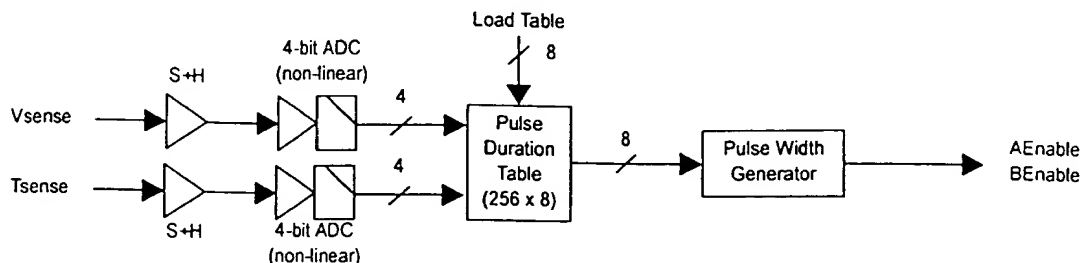 Load Table
8
4-bit ADC
(non-linear)
S+H
4
Vsense
Pulse
Duration
Table
(256 x 8)
8
Pulse Width
Generator
AEnable
BEnable
Tsense
4
S+H
4-bit ADC
(non-linear)